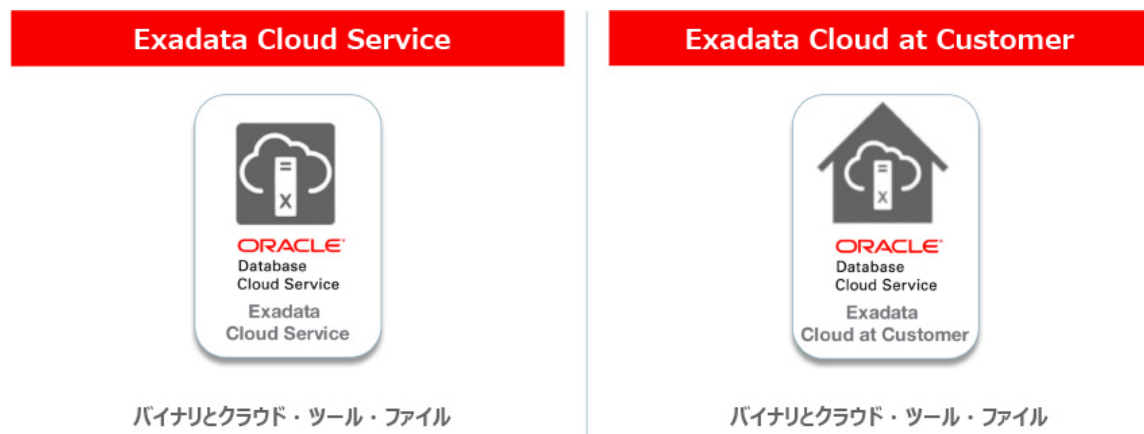 Exadata Cloud Service
ORACLE
Database
Cloud Service
Exadata
Cloud Service
バイナリとクラウド・ツール・ファイル
Exadata Cloud at Customer
ORACLE
Database
Cloud Service
Exadata
Cloud at Customer
バイナリとクラウド・ツール・ファイル